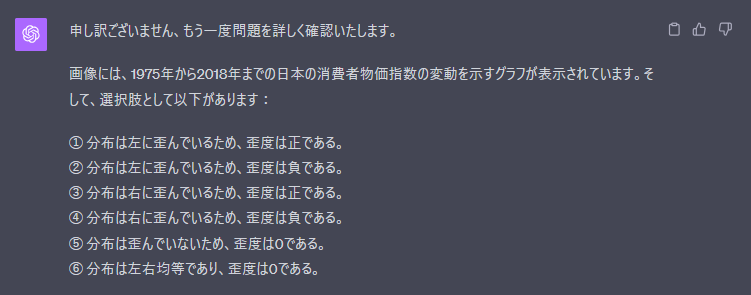 申し訳ございません、もう一度問題を詳しく確認いたします。
画像には、1975年から2018年までの日本の消費者物価指数の変動を示すグラフが表示されています。そ
して、選択肢として以下があります：
① 分布は左に歪んでいるため、歪度は正である。
② 分布は左に歪んでいるため、歪度は負である。
③ 分布は右に歪んでいるため、歪度は正である。
④ 分布は右に歪んでいるため、歪度は負である。
⑤ 分布は歪んでいないため、歪度は0である。
⑥ 分布は左右均等であり、歪度は0である。